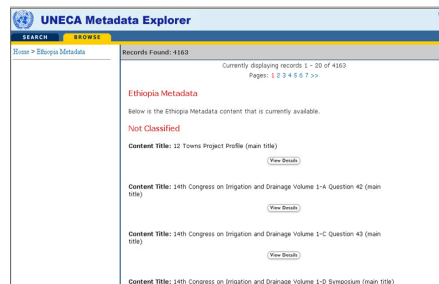 UNECA Metadata Explorer
SEARCH BROWSE
Home > Ethiopia Metadata
Records Found: 4163
Currently displaying records 1 - 20 of 4163
Pages: 1 2 3 4 5 6 7 >>
Ethiopia Metadata
Below is the Ethiopia Metadata content that is currently available.
Not Classified
Content Title: 12 Towns Project Profile (main title)
View Details
Content Title: 14th Congress on Irrigation and Drainage Volume 1-A Question 42 (main
title)
View Details
Content Title: 14th Congress on Irrigation and Drainage Volume 1-C Question 43 (main
title)
View Details
Content Title: 14th Congress on Irrigation and Drainage Volume 1-D Symposium (main title)